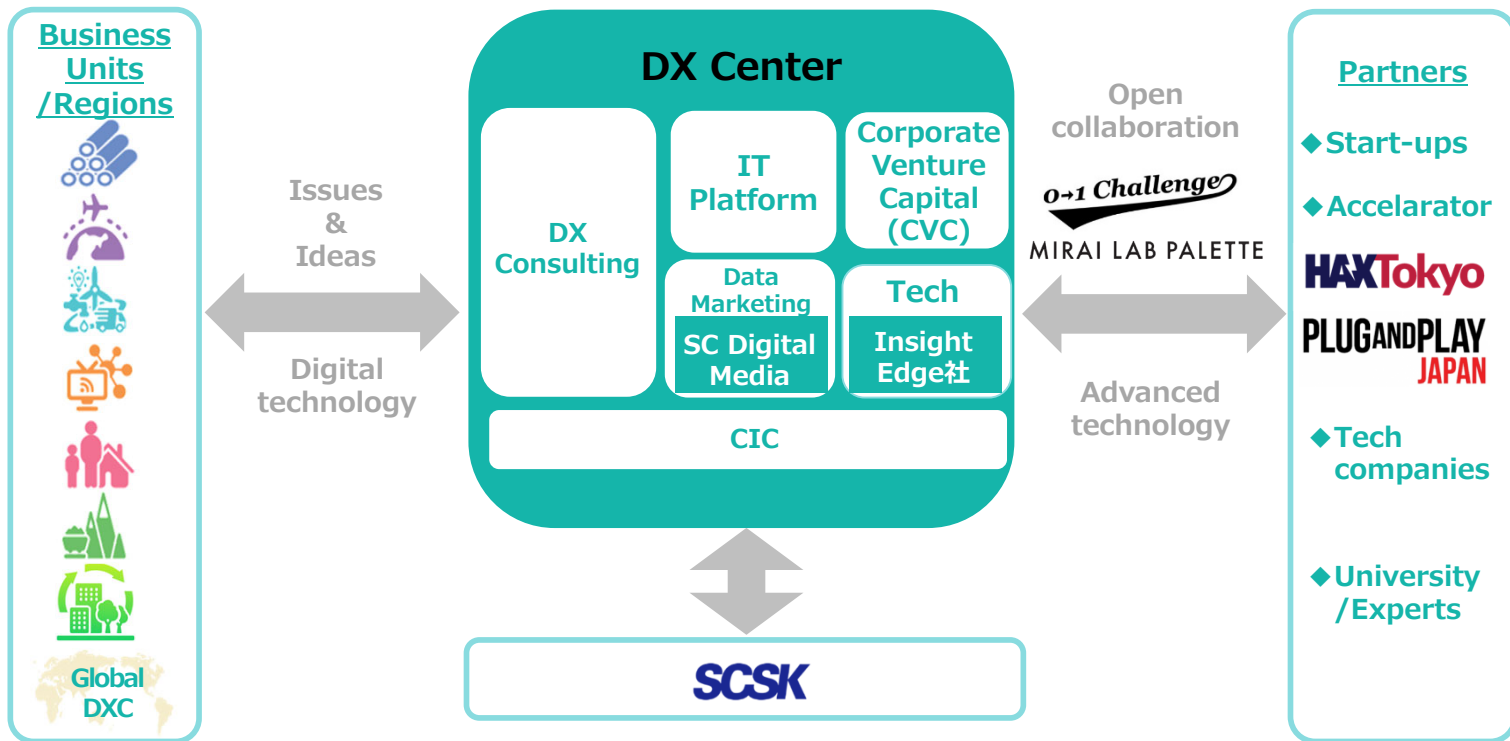 Business
Units
/Regions
Global
DXC
Issues
&
Ideas
Digital
technology
DX Center
DX
Consulting
IT
Platform
Corporate
Venture
Capital
(CVC)
Data
Marketing
SC Digital
Media
Tech
Insight
Edge社
CIC
SCSK
Open
collaboration
0→1 Challenge
MIRAI LAB PALETTE
Advanced
technology
Partners
◆Start-ups
◆Accelarator
HAXTokyo
PLUGANDPLAY
JAPAN
◆Tech
companies
◆University
/Experts